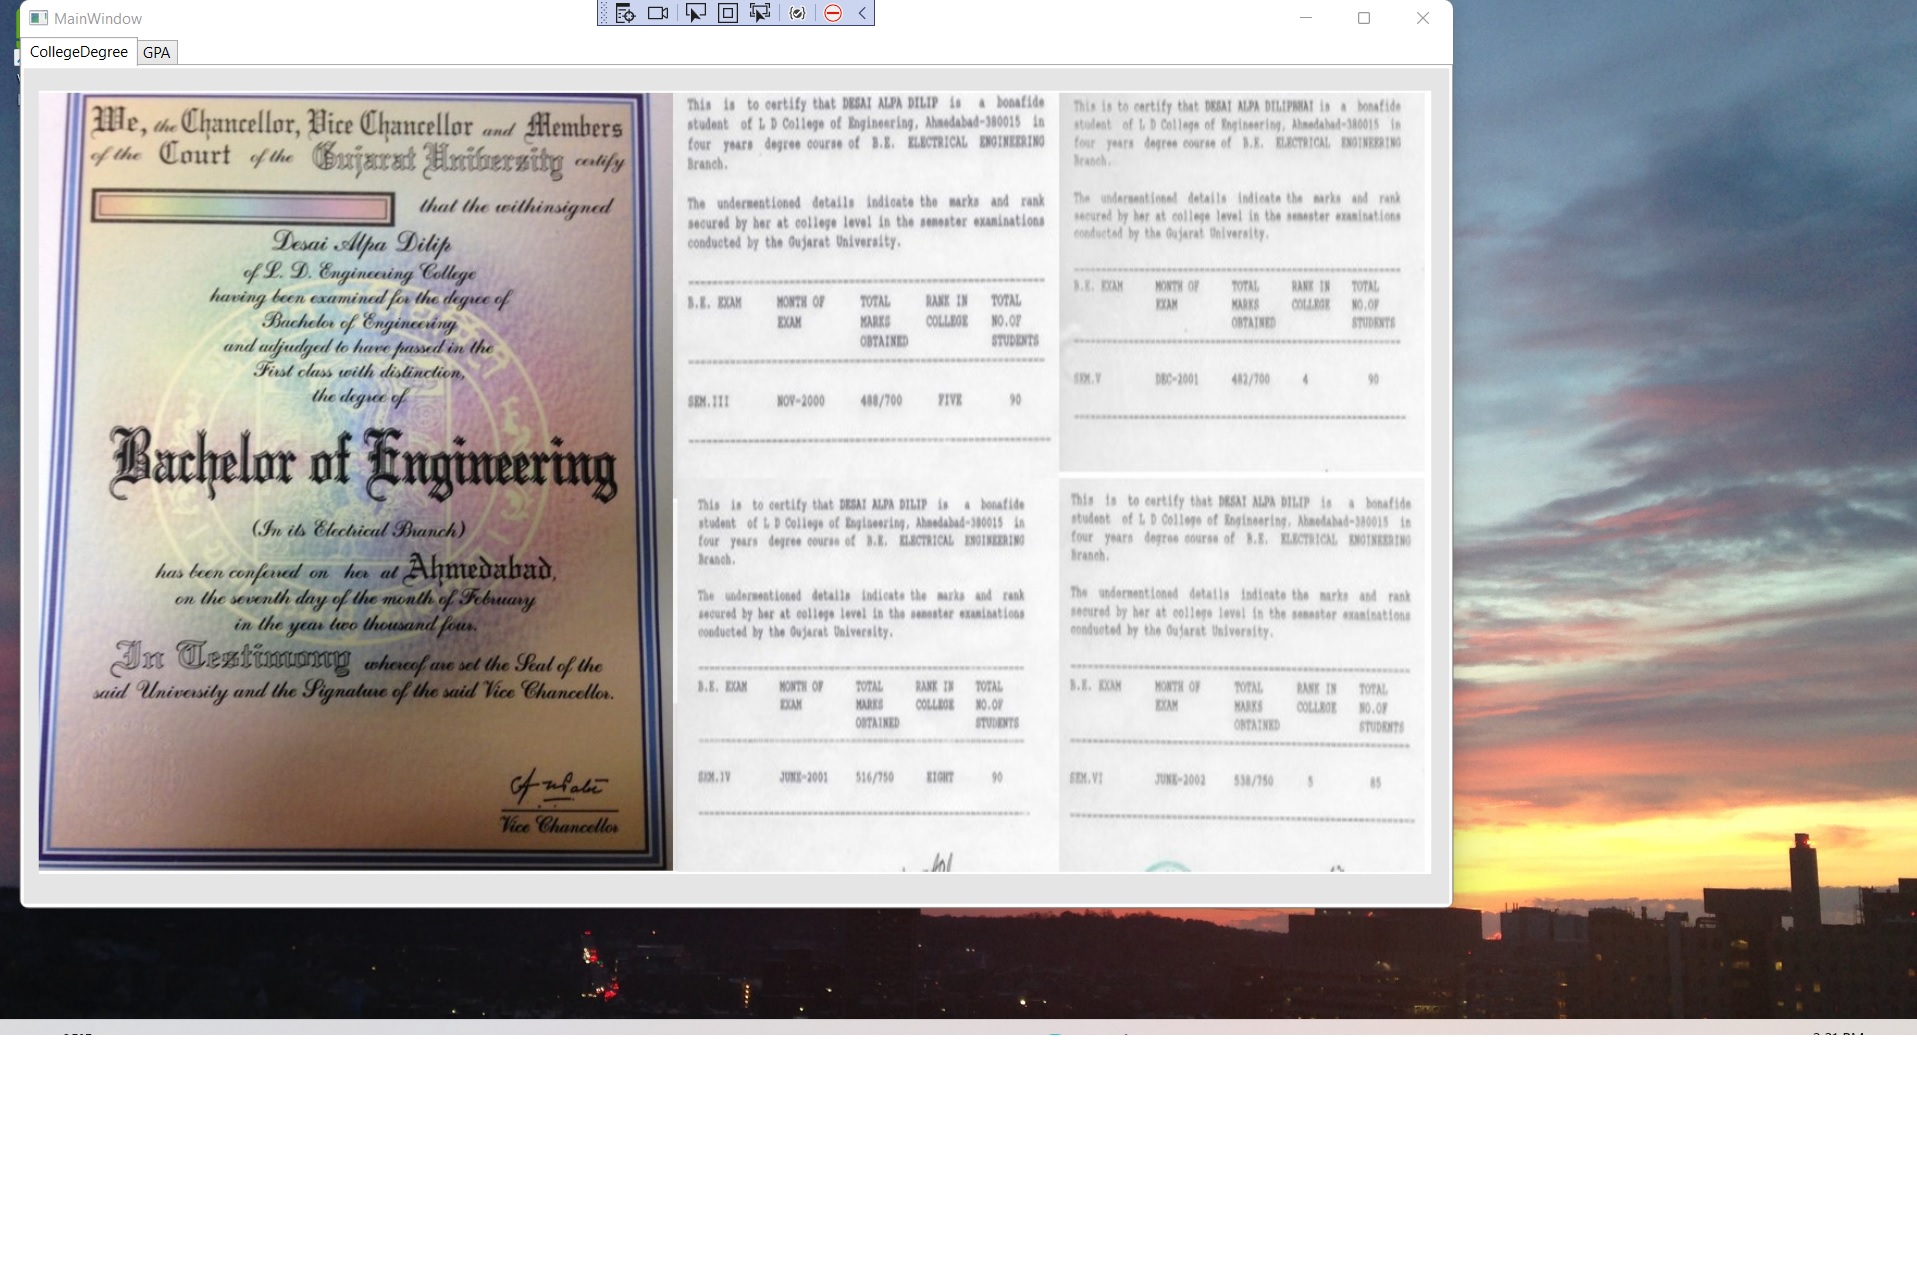 MainWindow
CollegeDegree
GPA
We, the Chancellor, Vice Chancellor and Members
of the Court of the Gujarat University certify
that the withinsigned
Desai Alpa Dilip
of L. D. Engineering College
having been examined for the degree of
Bachelor of Engineering
and adjudged to have passed in the
First class with distinction,
the degree of
Bachelor of Engineering
(In its Electrical Branch)
has been conferred on her at Ahmedabad,
on the seventh day of the month of February
in the year two thousand four.
In Testimony whereof are set the Seal of the
said University and the Signature of the said Vice Chancellor.
Vice Chancellor
This is to certify that DESAI ALPA DILIP is a bonafide
student of L D College of Engineering, Ahmedabad-380015 in
four years degree course of B.E. ELECTRICAL ENGINEERING
Branch.
The undermentioned details indicate the marks and rank
secured by her at college level in the semester examinations
conducted by the Gujarat University.
B.E. EXAM MONTH OF TOTAL RANK IN TOTAL
EXAM MARKS COLLEGE NO.OF
OBTAINED STUDENTS
SEM.III NOV-2000 488/700 FIVE 90
This is to certify that DESAI ALPA DILIPBHAI is a bonafide
student of L D College of Engineering, Ahmedabad-380015 in
four years degree course of B.E. ELECTRICAL ENGINEERING
Branch.
The undermentioned details indicate the marks and rank
secured by her at college level in the semester examinations
conducted by the Gujarat University.
B.E. EXAM MONTH OF TOTAL RANK IN TOTAL
EXAM MARKS COLLEGE NO.OF
OBTAINED STUDENTS
SEM.V DEC-2001 482/700 4 90
This is to certify that DESAI ALPA DILIP is a bonafide
student of L D College of Engineering, Ahmedabad-380015 in
four years degree course of B.E. ELECTRICAL ENGINEERING
Branch.
The undermentioned details indicate the marks and rank
secured by her at college level in the semester examinations
conducted by the Gujarat University.
B.E. EXAM MONTH OF TOTAL RANK IN TOTAL
EXAM MARKS COLLEGE NO.OF
OBTAINED STUDENTS
SEM.IV JUNE-2001 516/750 EIGHT 90
This is to certify that DESAI ALPA DILIP is a bonafide
student of L D College of Engineering, Ahmedabad-380015 in
four years degree course of B.E. ELECTRICAL ENGINEERING
Branch.
The undermentioned details indicate the marks and rank
secured by her at college level in the semester examinations
conducted by the Gujarat University.
B.E. EXAM MONTH OF TOTAL RANK IN TOTAL
EXAM MARKS COLLEGE NO.OF
OBTAINED STUDENTS
SEM.VI JUNE-2002 538/750 5 85